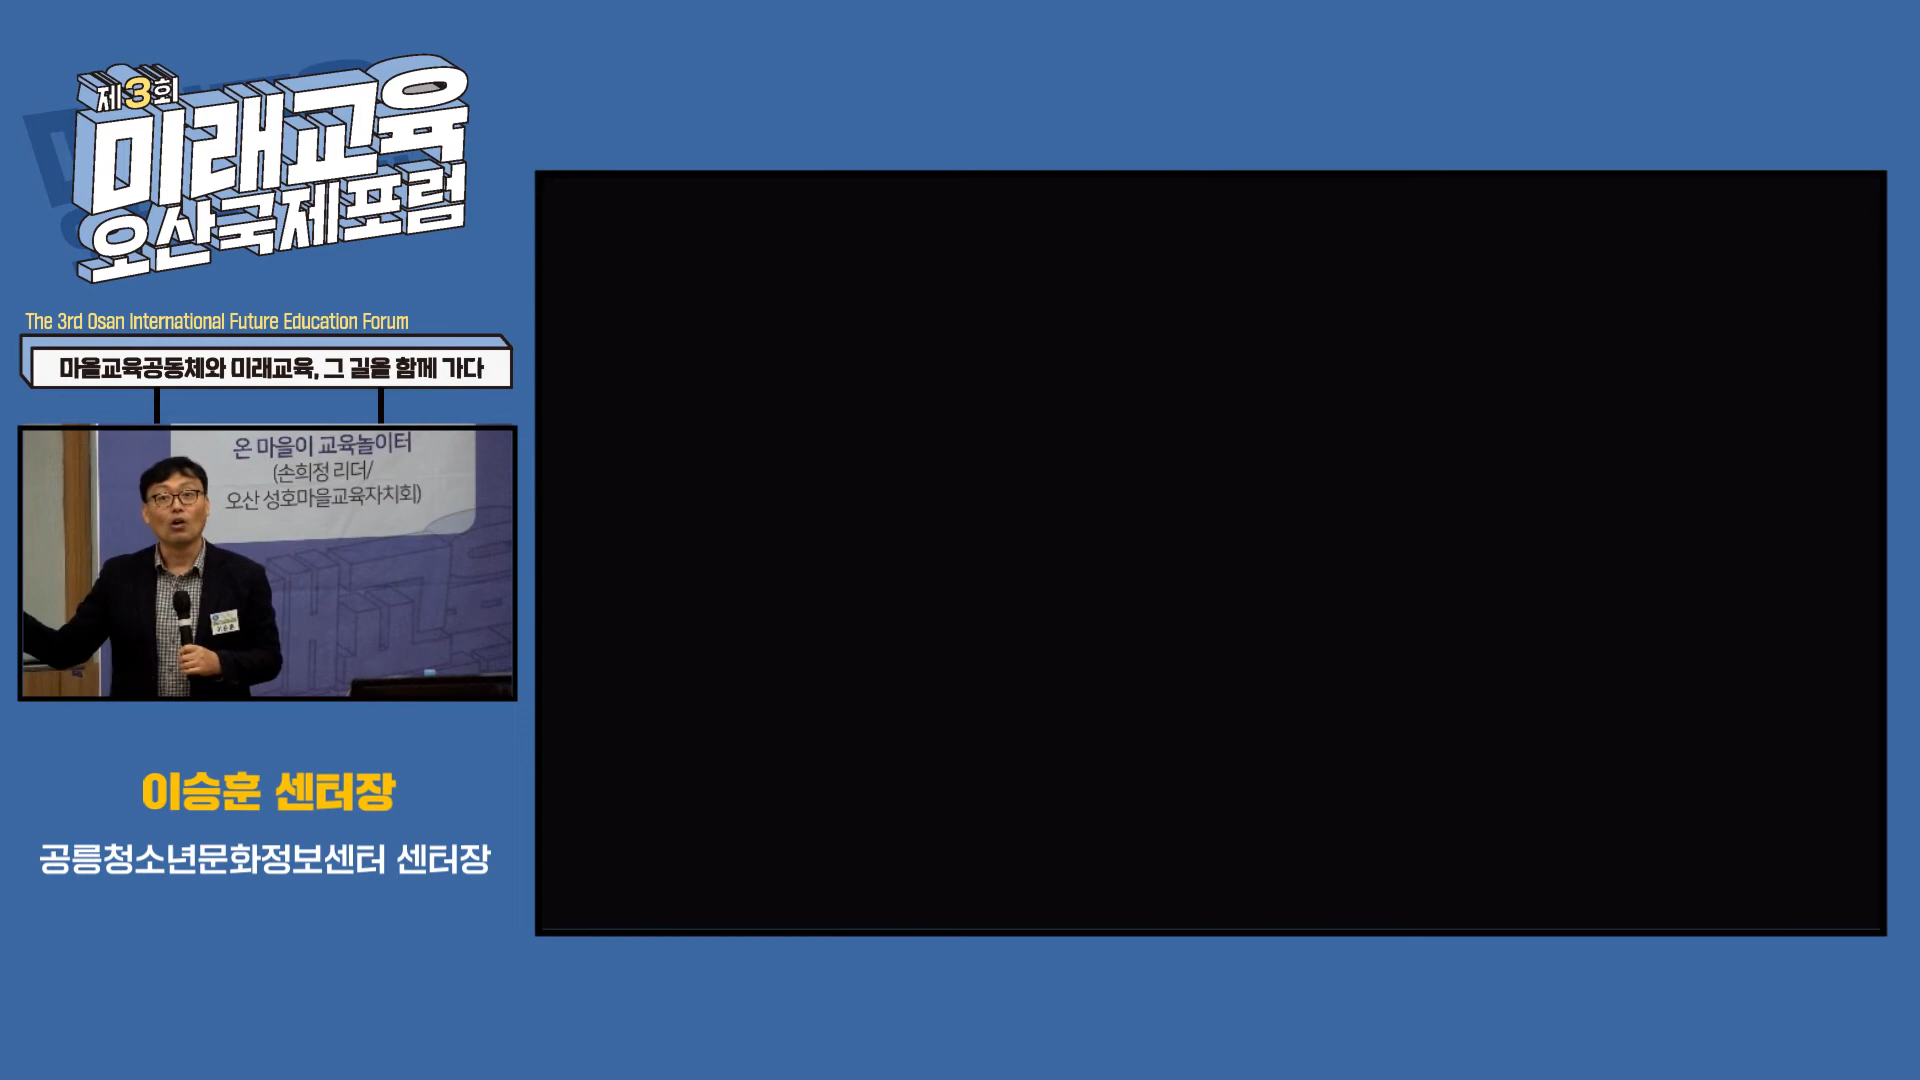 제3회
미래교육
오산국제포럼
The 3rd Osan International Future Education Forum
마을교육공동체와 미래교육, 그 길을 함께 가다
온 마을이 교육놀이터
(손희정 리더/
오산 성호마을교육자치회)
이승훈
이승훈 센터장
공릉청소년문화정보센터 센터장